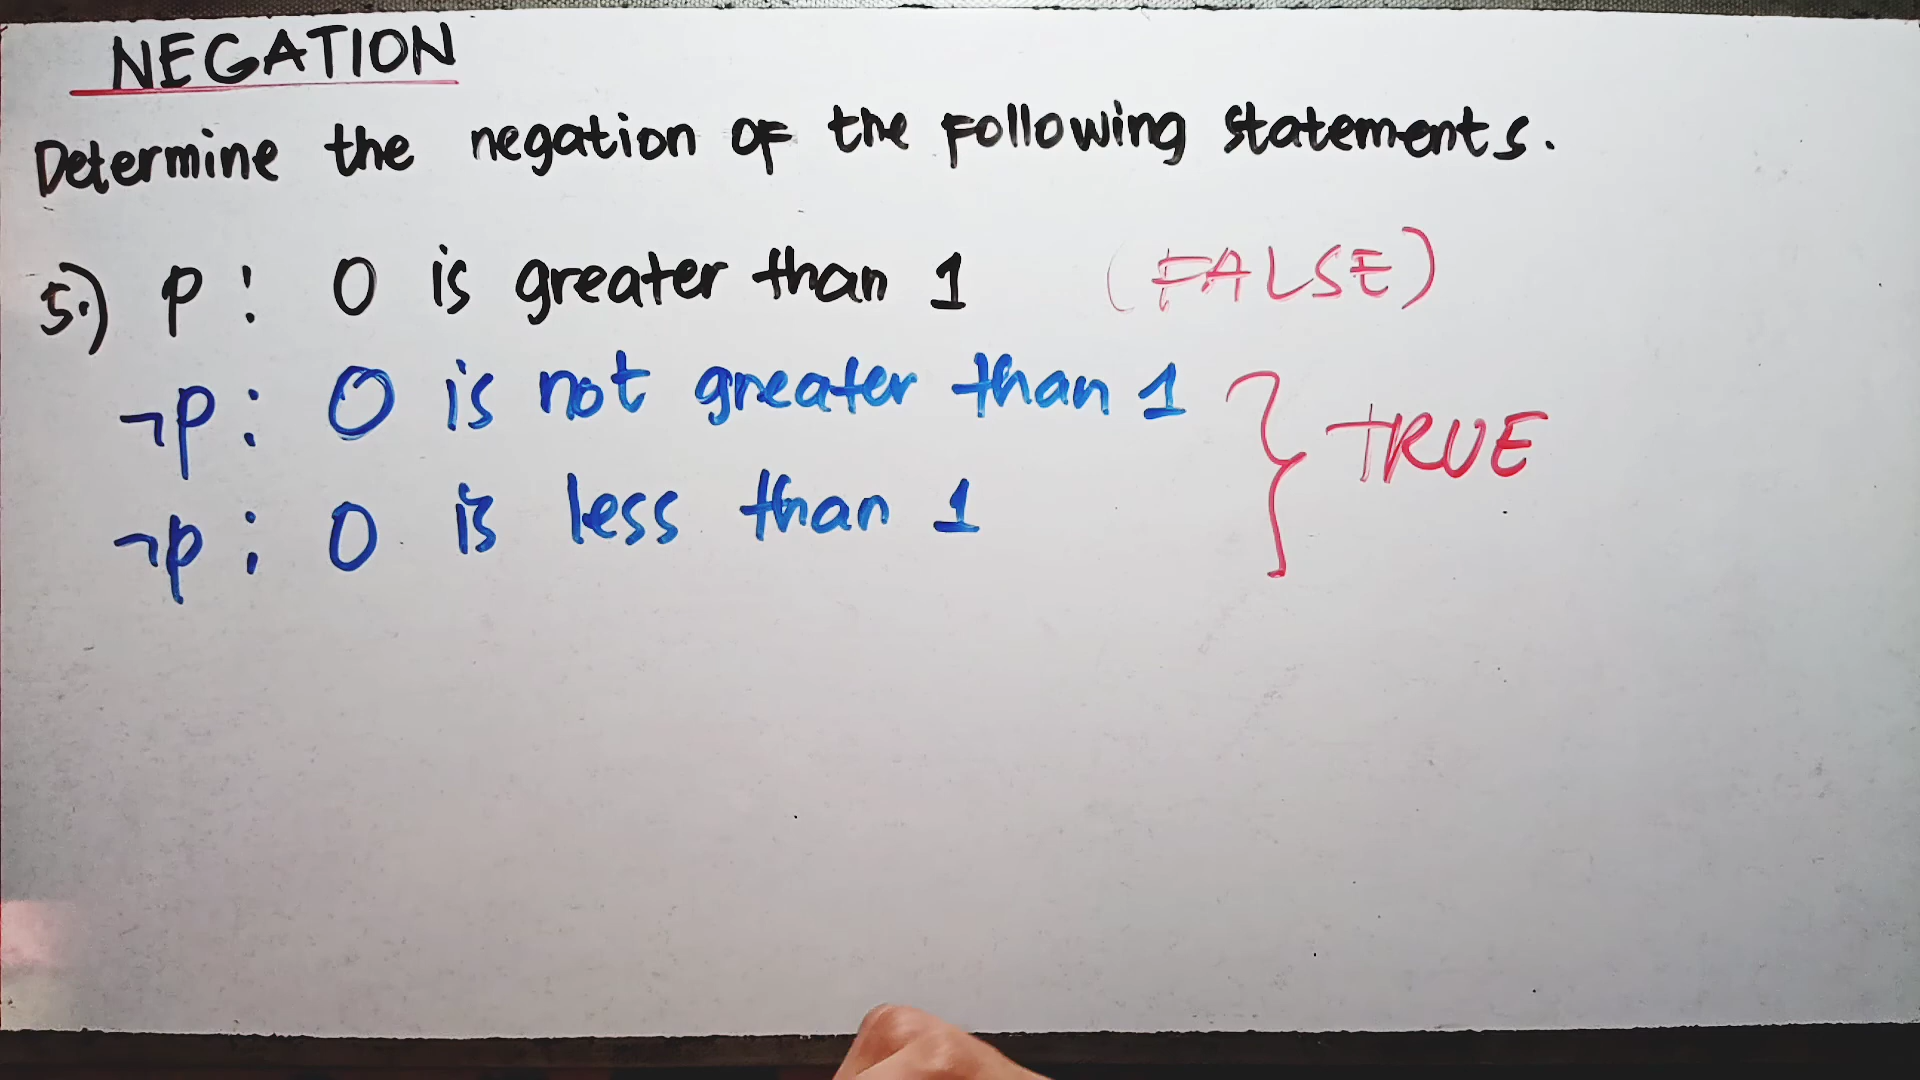 NEGATION
Determine the negation of the following statements.
5.) p: 0 is greater than 1 (FALSE)
¬p: 0 is not greater than 1
¬p: 0 is less than 1
} TRUE